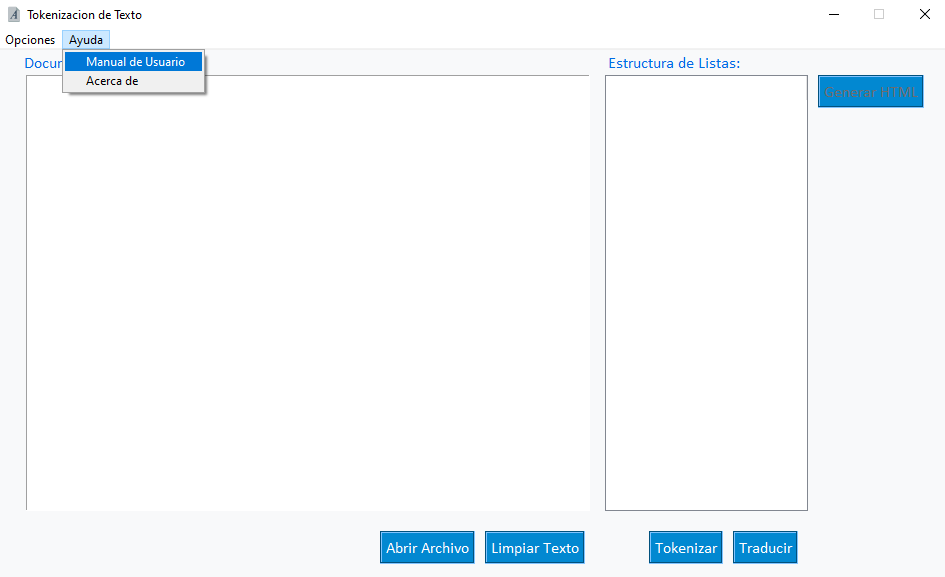 Tokenizacion de Texto
Opciones Ayuda
Manual de Usuario
Acerca de
Estructura de Listas:
Generar HTML
Abrir Archivo Limpiar Texto Tokenizar Traducir